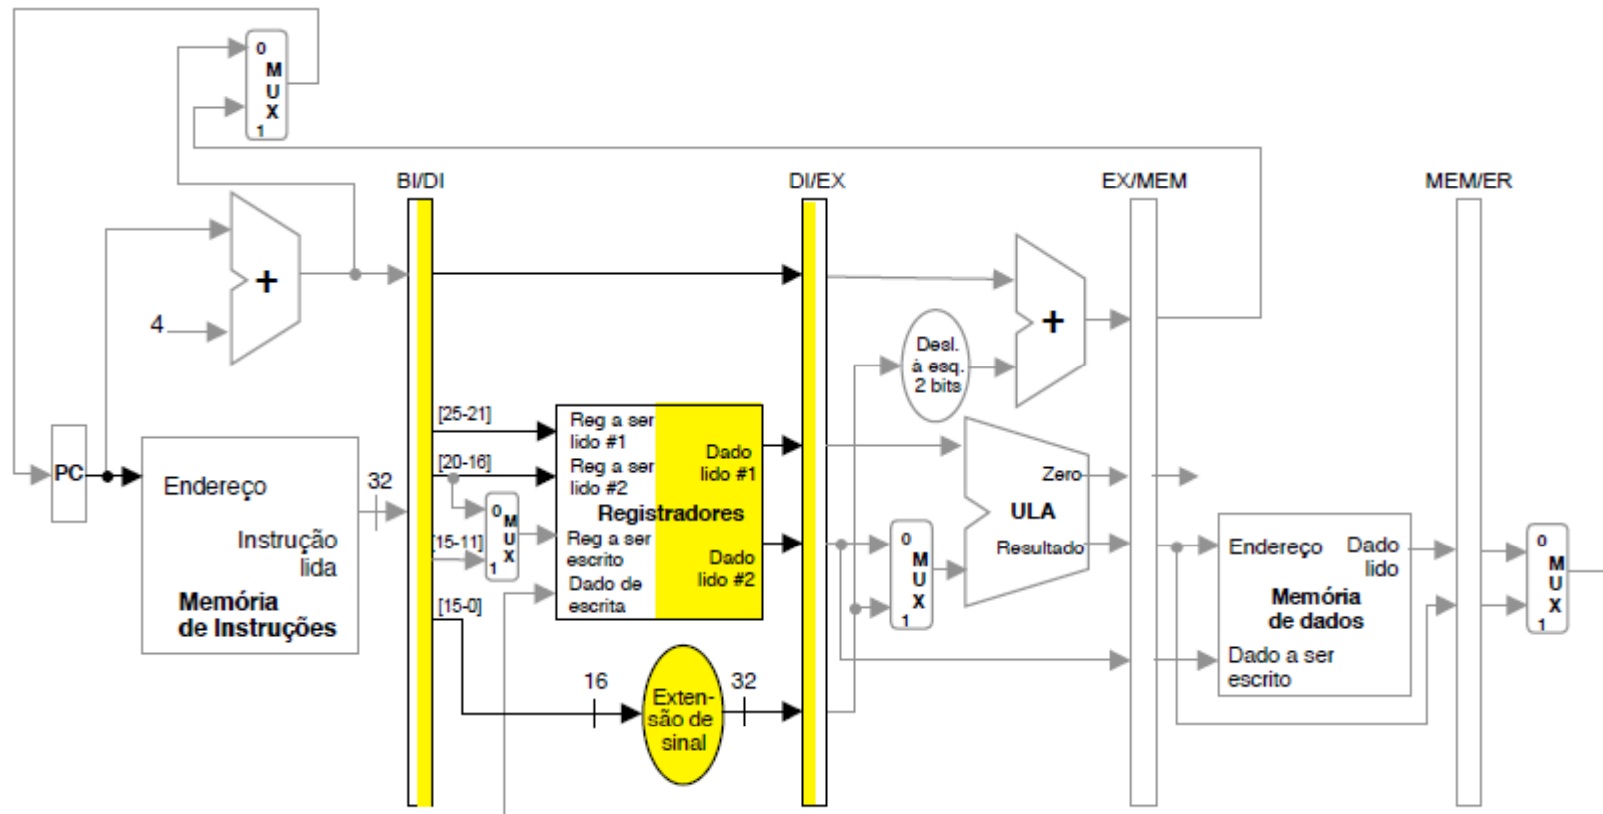 0
M
U
X
1
BI/DI
DI/EX
EX/MEM
MEM/ER
+
4
+
Desl.
à esq.
2 bits
[25-21]
Reg a ser
lido #1
Dado
lido #1
[20-16]
Reg a ser
lido #2
Registradores
PC
Endereço
32
Instrução
lida
Memória
de Instruções
0
M
U
X
1
[15-11]
Reg a ser
escrito
Dado
lido #2
Dado de
escrita
[15-0]
16
Exten-
são de
sinal
32
0
M
U
X
1
Zero
ULA
Resultado
Endereço
Dado
lido
Memória
de dados
Dado a ser
escrito
0
M
U
X
1